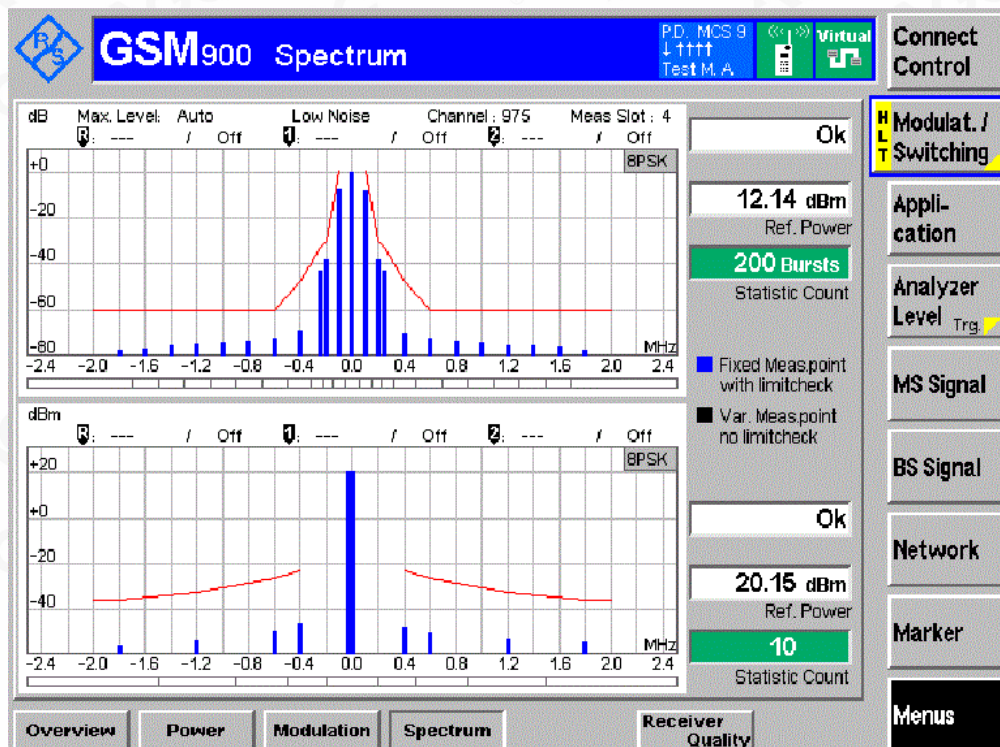 R S
GSM900 Spectrum
P.D. MCS 9
Test M. A.
Virtual
Connect Control
dB Max. Level: Auto Low Noise Channel : 975 Meas Slot : 4
R: --- / Off 1: --- / Off 2: --- / Off
8PSK
+0
-20
-40
-60
-80
MHz
-2.4 -2.0 -1.6 -1.2 -0.8 -0.4 0.0 0.4 0.8 1.2 1.6 2.0 2.4
Ok
12.14 dBm
Ref. Power
200 Bursts
Statistic Count
Fixed Meas.point
with limitcheck
Var. Meas.point
no limitcheck
dBm
R: --- / Off 1: --- / Off 2: --- / Off
8PSK
+20
+0
-20
-40
MHz
-2.4 -2.0 -1.6 -1.2 -0.8 -0.4 0.0 0.4 0.8 1.2 1.6 2.0 2.4
Ok
20.15 dBm
Ref. Power
10
Statistic Count
HLT
Modulat. /
Switching
Appli-
cation
Analyzer
Level Trg.
MS Signal
BS Signal
Network
Marker
Menus
Overview
Power
Modulation
Spectrum
Receiver
Quality